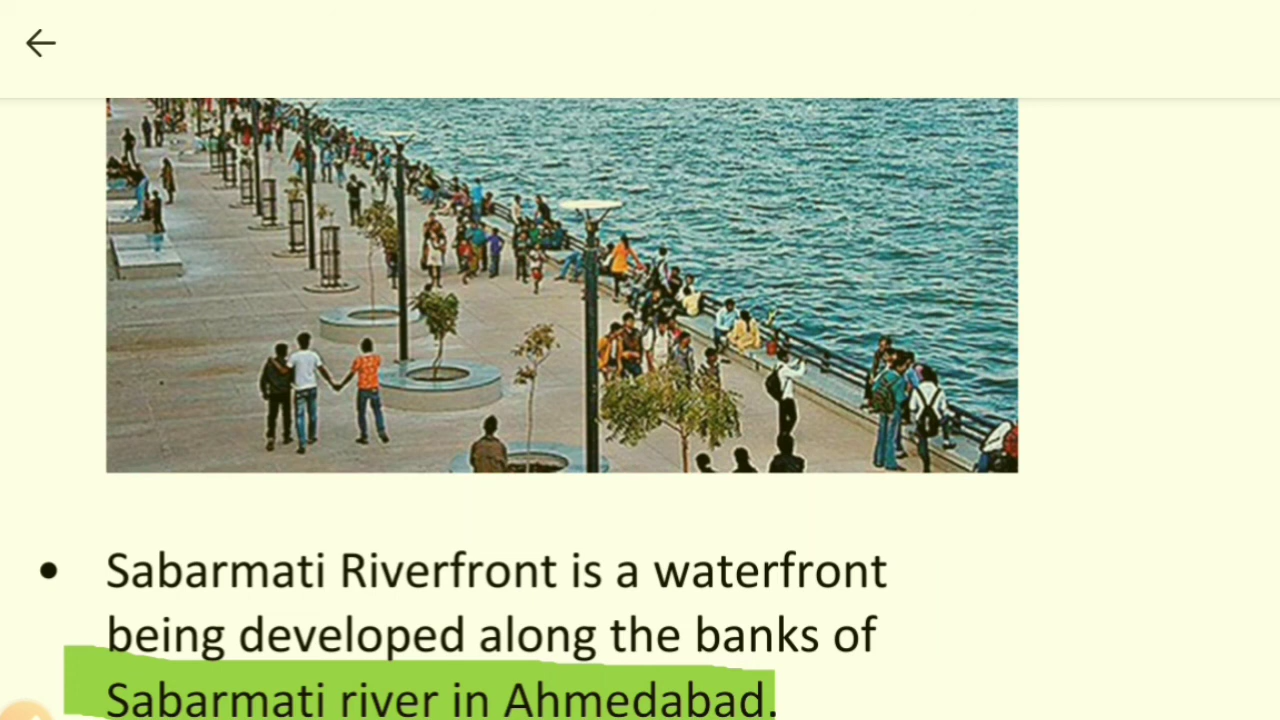 Sabarmati Riverfront is a waterfront
being developed along the banks of
Sabarmati river in Ahmedabad.